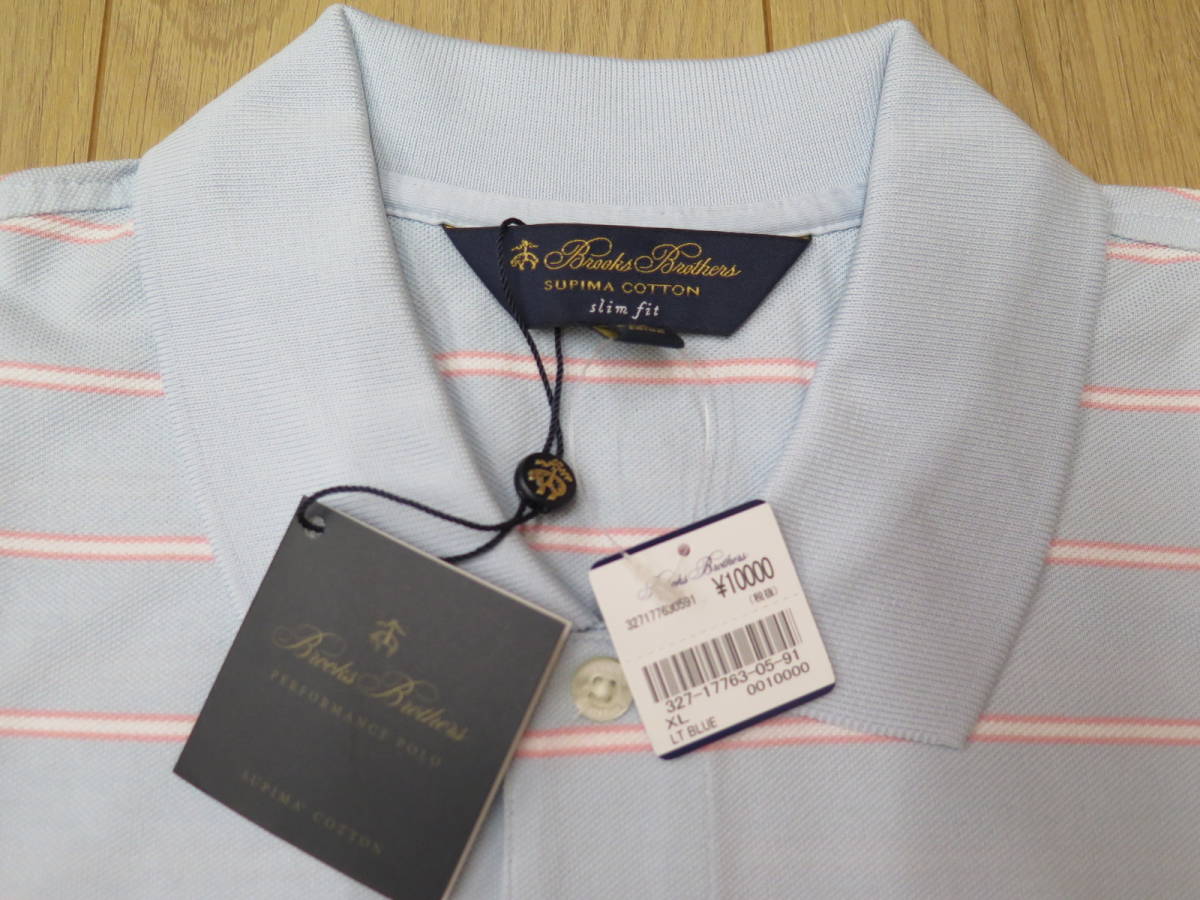 Brooks Brothers
SUPIMA COTTON
slim fit
Brooks Brothers
PERFORMANCE POLO
SUPIMA® COTTON
Brooks Brothers
¥10000
(税抜)
32717763O591
327-17763-05-91
0010000
XL
LT BLUE